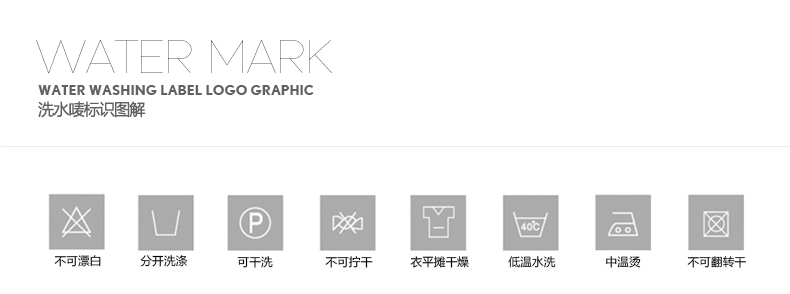 WATER MARK
WATER WASHING LABEL LOGO GRAPHIC
洗水唛标识图解
P
40℃
不可漂白
分开洗涤
可干洗
不可拧干
衣平摊干燥
低温水洗
中温烫
不可翻转干